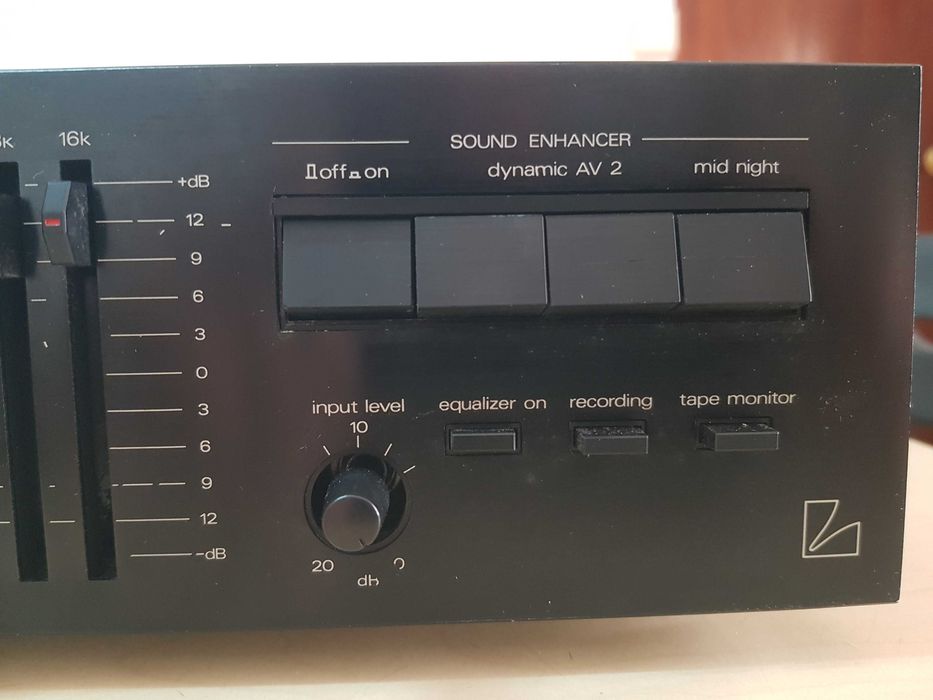 16k
+dB
12
9
6
3
0
3
6
9
12
-dB
SOUND ENHANCER
off on
dynamic AV 2
mid night
input level
10
20
0
db
equalizer on
recording
tape monitor